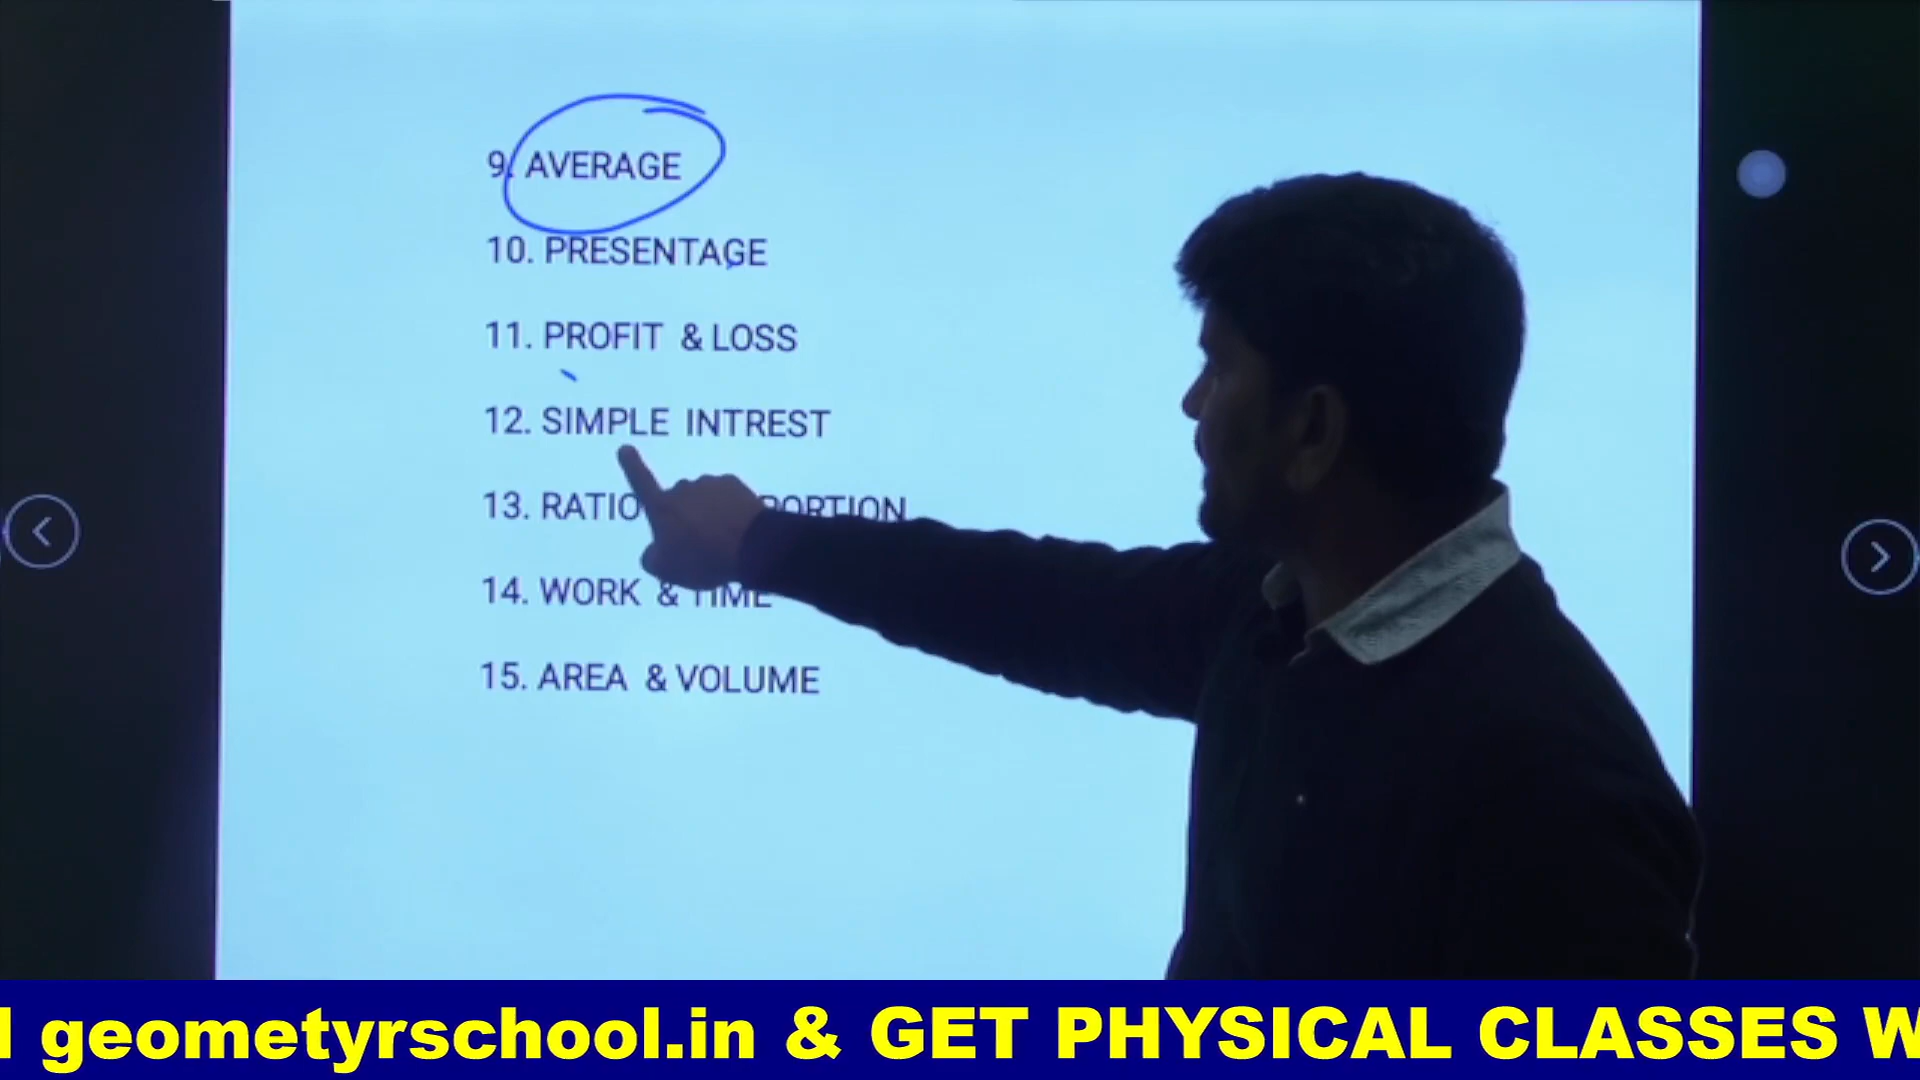 9. AVERAGE
10. PRESENTAGE
11. PROFIT & LOSS
12. SIMPLE INTREST
13. RATIO
14. WORK & TIME
15. AREA & VOLUME
geometyrschool.in & GET PHYSICAL CLASSES